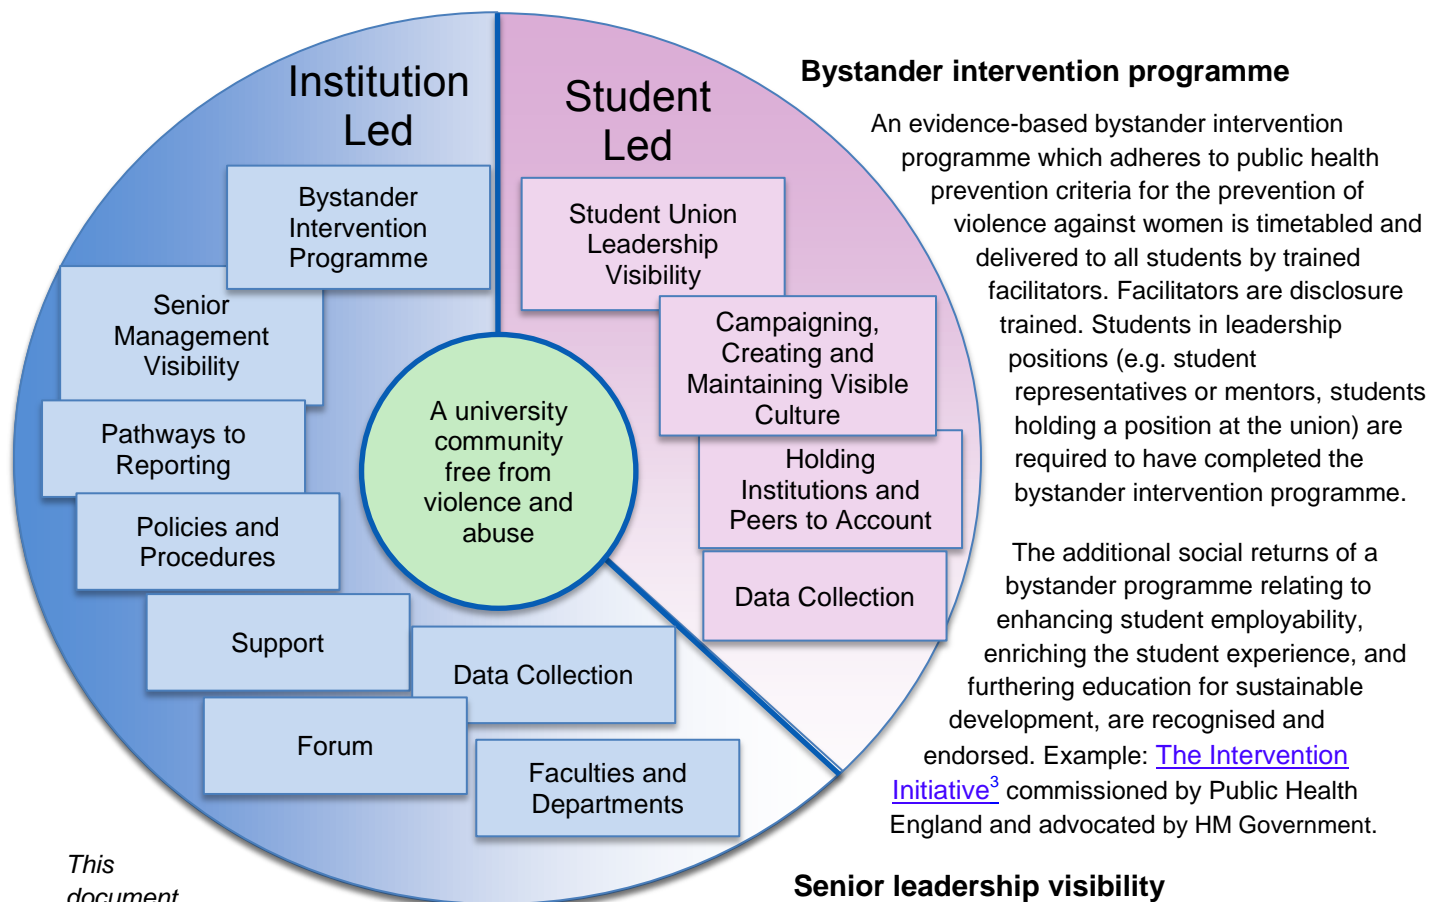 Institution
Led
Bystander
Intervention
Programme
Senior
Management
Visibility
Pathways to
Reporting
Policies and
Procedures
Support
Data Collection
Forum
Faculties and
Departments
Student
Led
Student Union
Leadership
Visibility
Campaigning,
Creating and
Maintaining Visible
Culture
Holding
Institutions and
Peers to Account
Data Collection
A university
community
free from
violence and
abuse
This
document
Bystander intervention programme
An evidence-based bystander intervention
programme which adheres to public health
prevention criteria for the prevention of
violence against women is timetabled and
delivered to all students by trained
facilitators. Facilitators are disclosure
trained. Students in leadership
positions (e.g. student
representatives or mentors, students
holding a position at the union) are
required to have completed the
bystander intervention programme.
The additional social returns of a
bystander programme relating to
enhancing student employability,
enriching the student experience, and
furthering education for sustainable
development, are recognised and
endorsed. Example: The Intervention
Initiative³ commissioned by Public Health
England and advocated by HM Government.
Senior leadership visibility